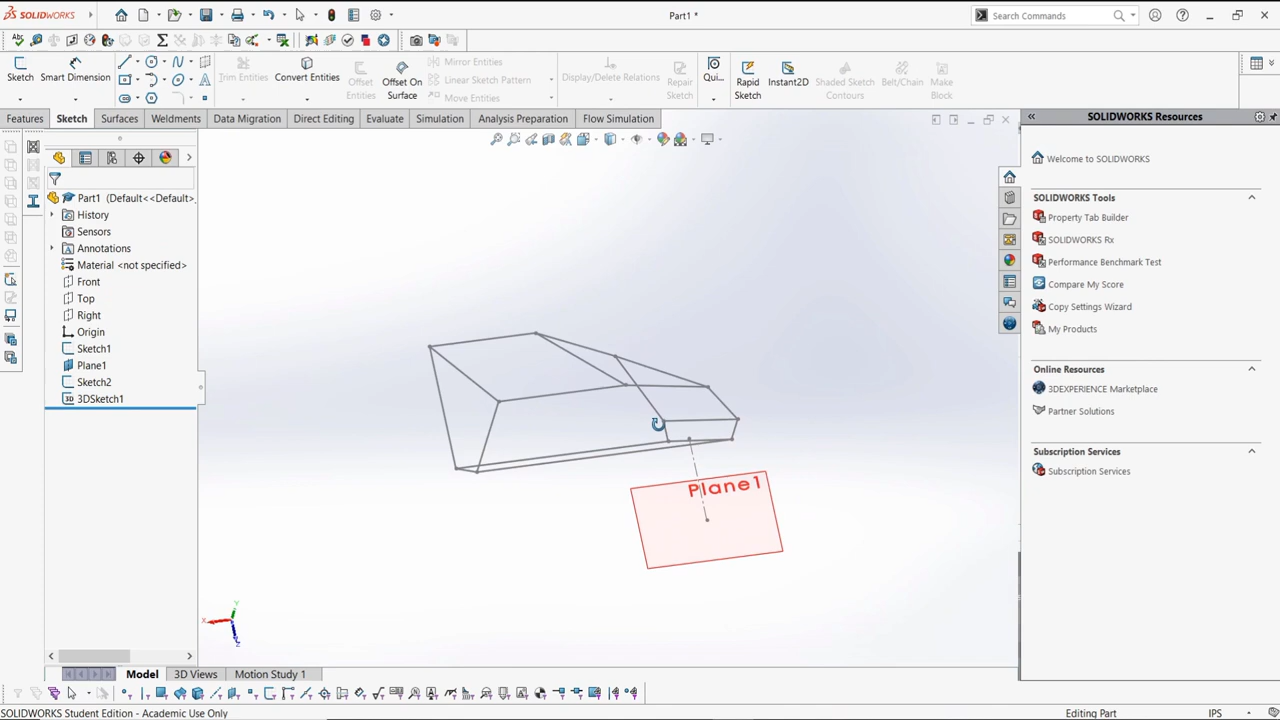 SOLIDWORKS
Part1 *
Search Commands
Sketch
Smart Dimension
Trim Entities
Convert Entities
Offset Entities
Offset On Surface
Mirror Entities
Linear Sketch Pattern
Move Entities
Display/Delete Relations
Repair Sketch
Qui...
Rapid Sketch
Instant2D
Shaded Sketch Contours
Belt/Chain
Make Block
Features
Sketch
Surfaces
Weldments
Data Migration
Direct Editing
Evaluate
Simulation
Analysis Preparation
Flow Simulation
Part1 (Default<<Default>.
History
Sensors
Annotations
Material <not specified>
Front
Top
Right
Origin
Sketch1
Plane1
Sketch2
3D 3DSketch1
Plane1
X
Y
Z
SOLIDWORKS Resources
Welcome to SOLIDWORKS
SOLIDWORKS Tools
Property Tab Builder
SOLIDWORKS Rx
Performance Benchmark Test
Compare My Score
Copy Settings Wizard
My Products
Online Resources
3DEXPERIENCE Marketplace
Partner Solutions
Subscription Services
Subscription Services
Model
3D Views
Motion Study 1
SOLIDWORKS Student Edition - Academic Use Only
Editing Part
IPS